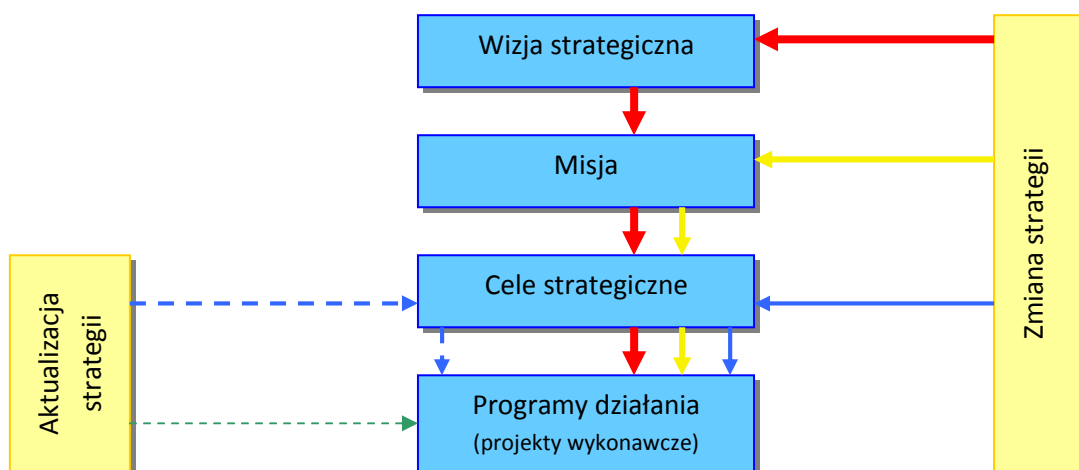 Wizja strategiczna
Misja
Cele strategiczne
Programy działania
(projekty wykonawcze)
Aktualizacja
strategii
Zmiana strategii